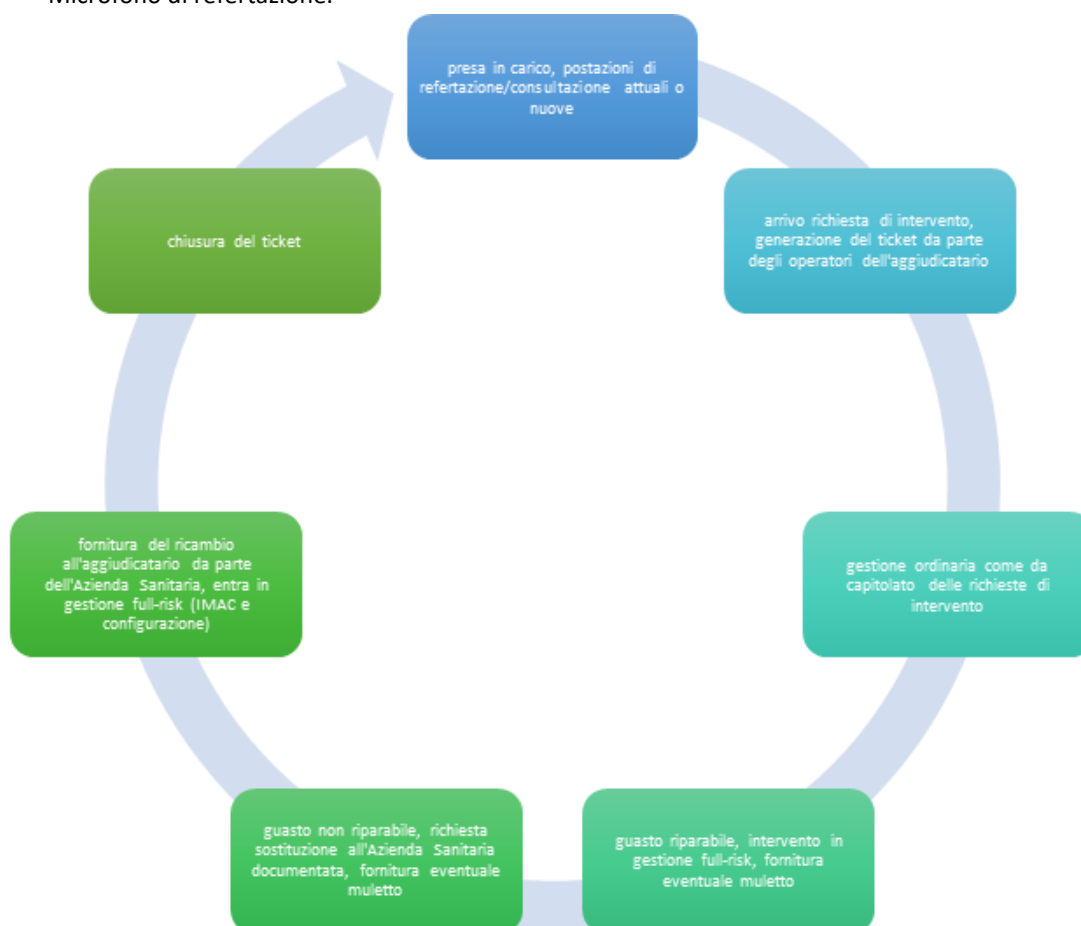 Microfono di refertazione.
presa in carico, postazioni di
refertazione/consultazione attuali o
nuove
arrivo richiesta di intervento,
generazione del ticket da parte
degli operatori dell'aggiudicatario
gestione ordinaria come da
capitolato delle richieste di
intervento
guasto riparabile, intervento in
gestione full-risk, fornitura
eventuale muletto
guasto non riparabile, richiesta
sostituzione all'Azienda Sanitaria
documentata, fornitura eventuale
muletto
fornitura del ricambio
all'aggiudicatario da parte
dell'Azienda Sanitaria, entra in
gestione full-risk (IMAC e
configurazione)
chiusura del ticket